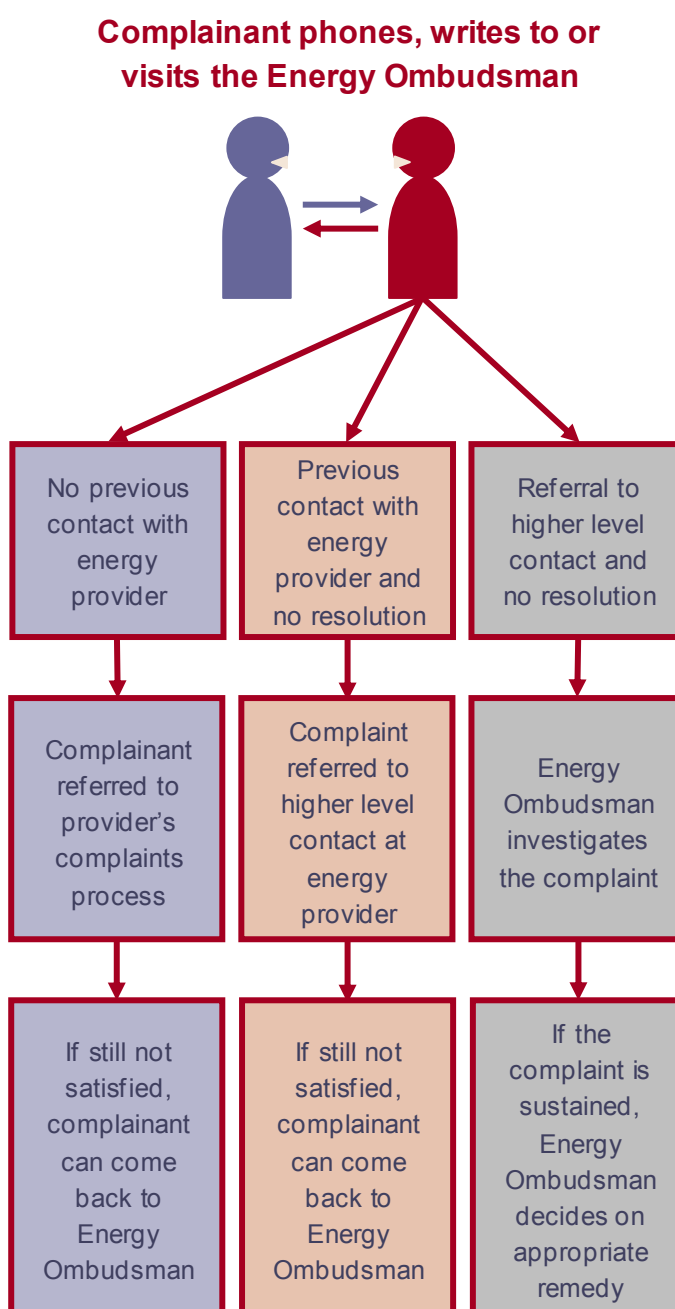 Complainant phones, writes to or
visits the Energy Ombudsman
No previous
contact with
energy
provider
Previous
contact with
energy
provider and
no resolution
Referral to
higher level
contact and
no resolution
Complainant
referred to
provider's
complaints
process
Complaint
referred to
higher level
contact at
energy
provider
Energy
Ombudsman
investigates
the complaint
If still not
satisfied,
complainant
can come
back to
Energy
Ombudsman
If still not
satisfied,
complainant
can come
back to
Energy
Ombudsman
If the
complaint is
sustained,
Energy
Ombudsman
decides on
appropriate
remedy